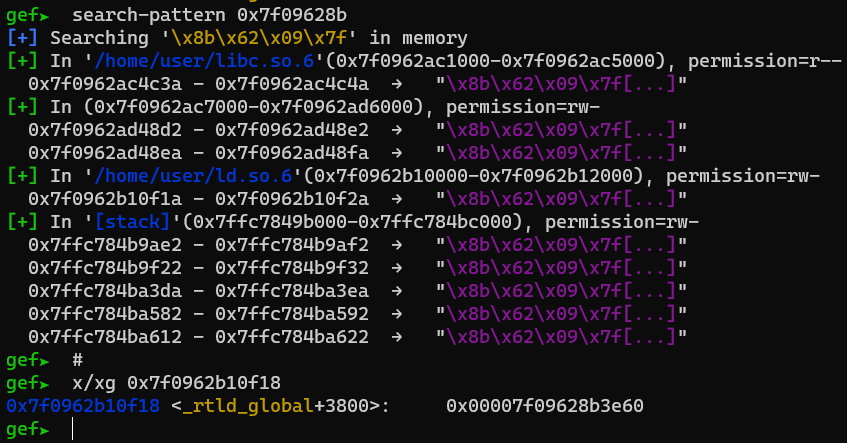 gef➤  search-pattern 0x7f09628b
[+] Searching '\x8b\x62\x09\x7f' in memory
[+] In '/home/user/libc.so.6'(0x7f0962ac1000-0x7f0962ac5000), permission=r--
  0x7f0962ac4c3a - 0x7f0962ac4c4a  →   "\x8b\x62\x09\x7f[...]"
[+] In (0x7f0962ac7000-0x7f0962ad6000), permission=rw-
  0x7f0962ad48d2 - 0x7f0962ad48e2  →   "\x8b\x62\x09\x7f[...]"
  0x7f0962ad48ea - 0x7f0962ad48fa  →   "\x8b\x62\x09\x7f[...]"
[+] In '/home/user/ld.so.6'(0x7f0962b10000-0x7f0962b12000), permission=rw-
  0x7f0962b10f1a - 0x7f0962b10f2a  →   "\x8b\x62\x09\x7f[...]"
[+] In '[stack]'(0x7ffc7849b000-0x7ffc784bc000), permission=rw-
  0x7ffc784b9ae2 - 0x7ffc784b9af2  →   "\x8b\x62\x09\x7f[...]"
  0x7ffc784b9f22 - 0x7ffc784b9f32  →   "\x8b\x62\x09\x7f[...]"
  0x7ffc784ba3da - 0x7ffc784ba3ea  →   "\x8b\x62\x09\x7f[...]"
  0x7ffc784ba582 - 0x7ffc784ba592  →   "\x8b\x62\x09\x7f[...]"
  0x7ffc784ba612 - 0x7ffc784ba622  →   "\x8b\x62\x09\x7f[...]"
gef➤  #
gef➤  x/xg 0x7f0962b10f18
0x7f0962b10f18 <_rtld_global+3800>:     0x00007f09628b3e60
gef➤